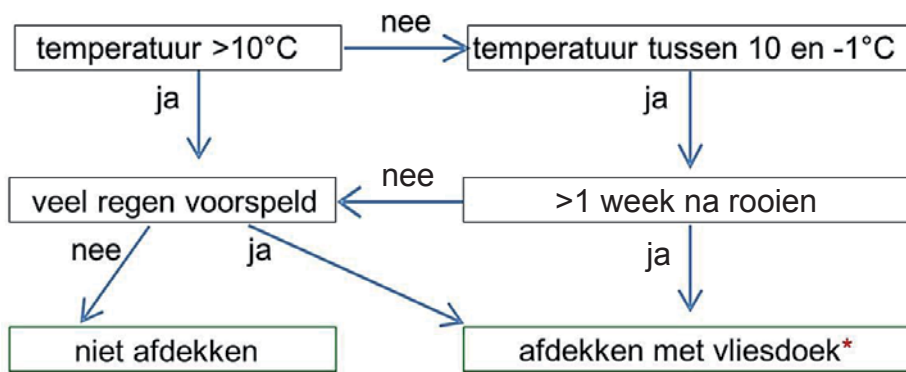 temperatuur >10°C
nee
temperatuur tussen 10 en -1°C
ja
ja
veel regen voorspeld
nee
>1 week na rooien
nee
ja
ja
niet afdekken
afdekken met vliesdoek*